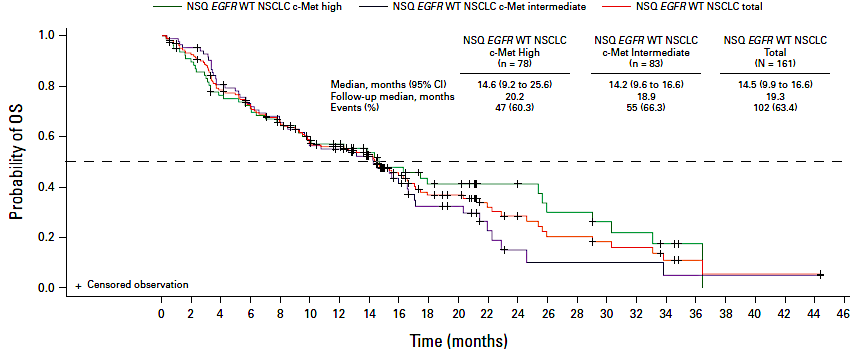 NSQ EGFR WT NSCLC c-Met high NSQ EGFR WT NSCLC c-Met intermediate NSQ EGFR WT NSCLC total
NSQ EGFR WT NSCLC NSQ EGFR WT NSCLC NSQ EGFR WT NSCLC
c-Met High c-Met Intermediate Total
(n = 78) (n = 83) (N = 161)
Median, months (95% CI) 14.6 (9.2 to 25.6) 14.2 (9.6 to 16.6) 14.5 (9.9 to 16.6)
Follow-up median, months 20.2 18.9 19.3
Events (%) 47 (60.3) 55 (66.3) 102 (63.4)
Probability of OS
1.0
0.8
0.6
0.4
0.2
0.0
+ Censored observation
0 2 4 6 8 10 12 14 16 18 20 22 24 26 28 30 32 34 36 38 40 42 44 46
Time (months)